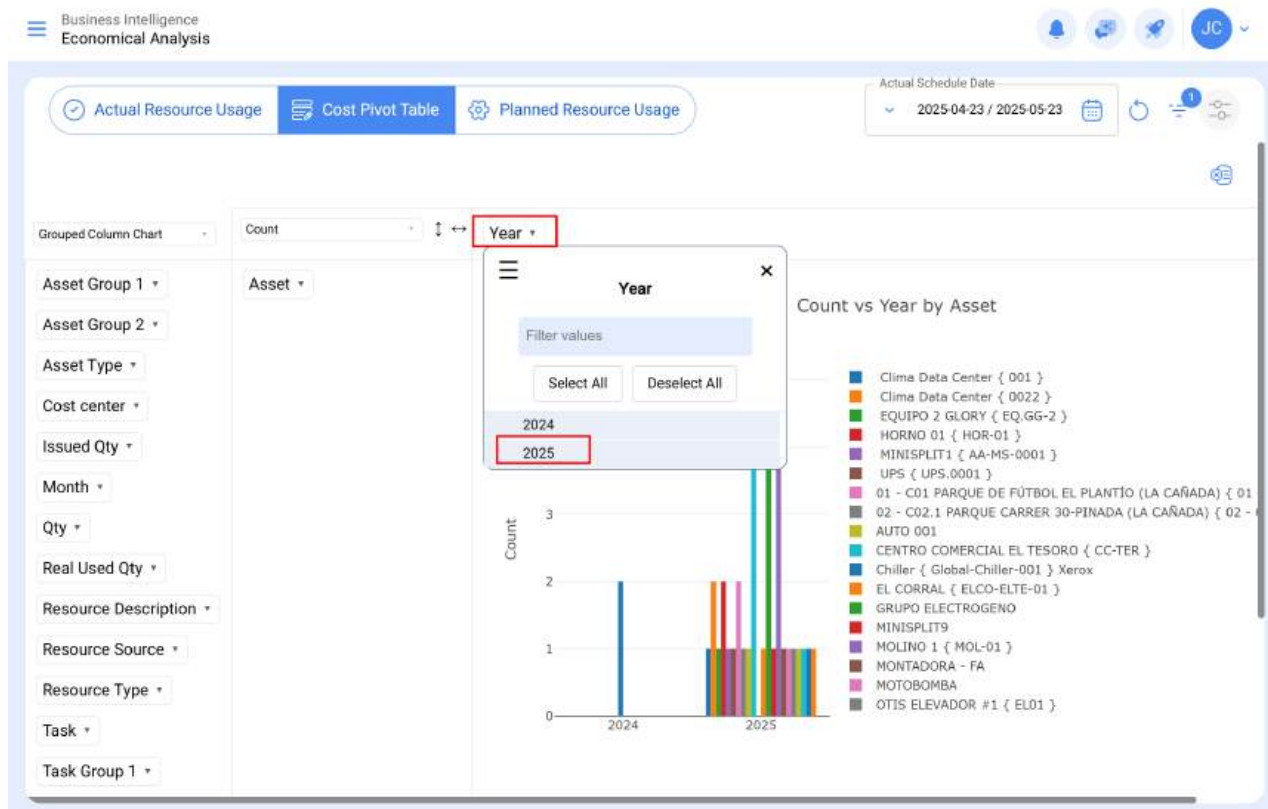 Business Intelligence
Economical Analysis
JC
Actual Resource Usage
Cost Pivot Table
Planned Resource Usage
Actual Schedule Date
2025-04-23 / 2025-05-23
1
Grouped Column Chart
Count
Year
Asset Group 1
Asset Group 2
Asset Type
Cost center
Issued Qty
Month
Qty
Real Used Qty
Resource Description
Resource Source
Resource Type
Task
Task Group 1
Asset
Year
Filter values
Select All
Deselect All
2024
2025
Count vs Year by Asset
Count
3
2
1
0
2024
2025
Clima Data Center { 001 }
Clima Data Center { 0022 }
EQUIPO 2 GLORY { EQ.GG-2 }
HORNO 01 { HOR-01 }
MINISPLIT1 { AA-MS-0001 }
UPS { UPS.0001 }
01 - C01 PARQUE DE FÚTBOL EL PLANTÍO (LA CAÑADA) { 01
02 - C02.1 PARQUE CARRER 30-PINADA (LA CAÑADA) { 02 -
AUTO 001
CENTRO COMERCIAL EL TESORO { CC-TER }
Chiller { Global-Chiller-001 } Xerox
EL CORRAL { ELCO-ELTE-01 }
GRUPO ELECTROGENO
MINISPLIT9
MOLINO 1 { MOL-01 }
MONTADORA - FA
MOTOBOMBA
OTIS ELEVADOR #1 { EL01 }